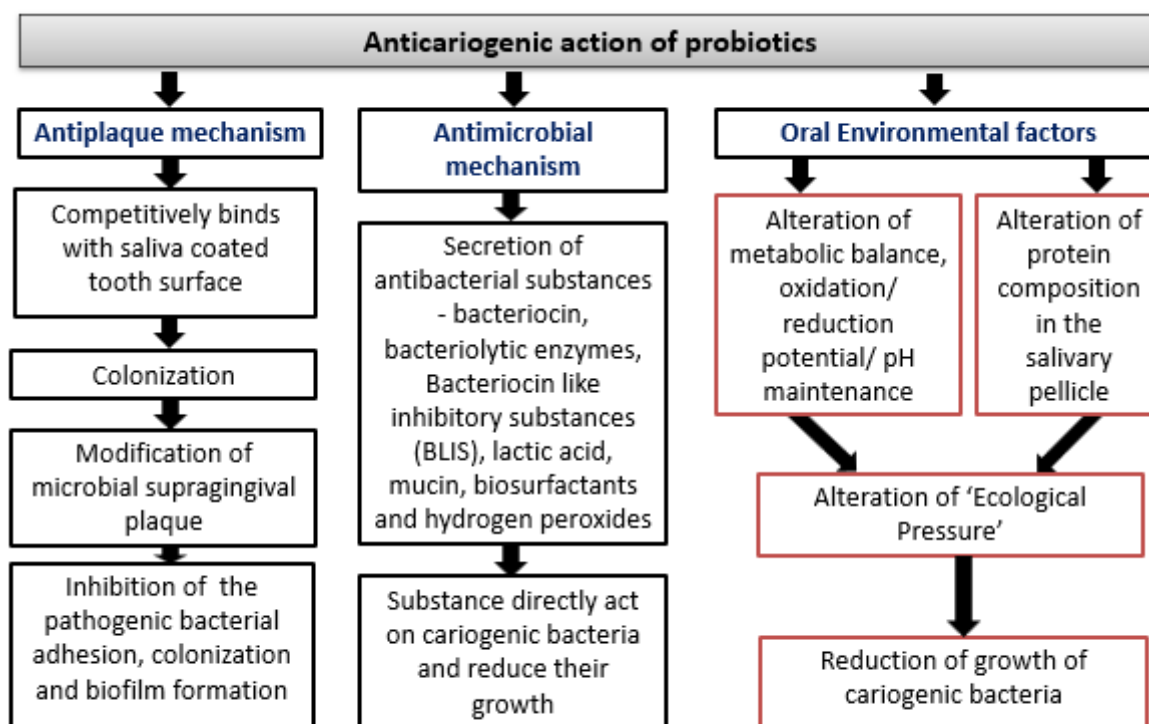 Anticariogenic action of probiotics
Antiplaque mechanism
Competitively binds
with saliva coated
tooth surface
Colonization
Modification of
microbial supragingival
plaque
Inhibition of the
pathogenic bacterial
adhesion, colonization
and biofilm formation
Antimicrobial
mechanism
Secretion of
antibacterial substances
- bacteriocin,
bacteriolytic enzymes,
Bacteriocin like
inhibitory substances
(BLIS), lactic acid,
mucin, biosurfactants
and hydrogen peroxides
Substance directly act
on cariogenic bacteria
and reduce their
growth
Oral Environmental factors
Alteration of
metabolic balance,
oxidation/
reduction
potential/ pH
maintenance
Alteration of
protein
composition
in the
salivary
pellicle
Alteration of ‘Ecological
Pressure’
Reduction of growth of
cariogenic bacteria